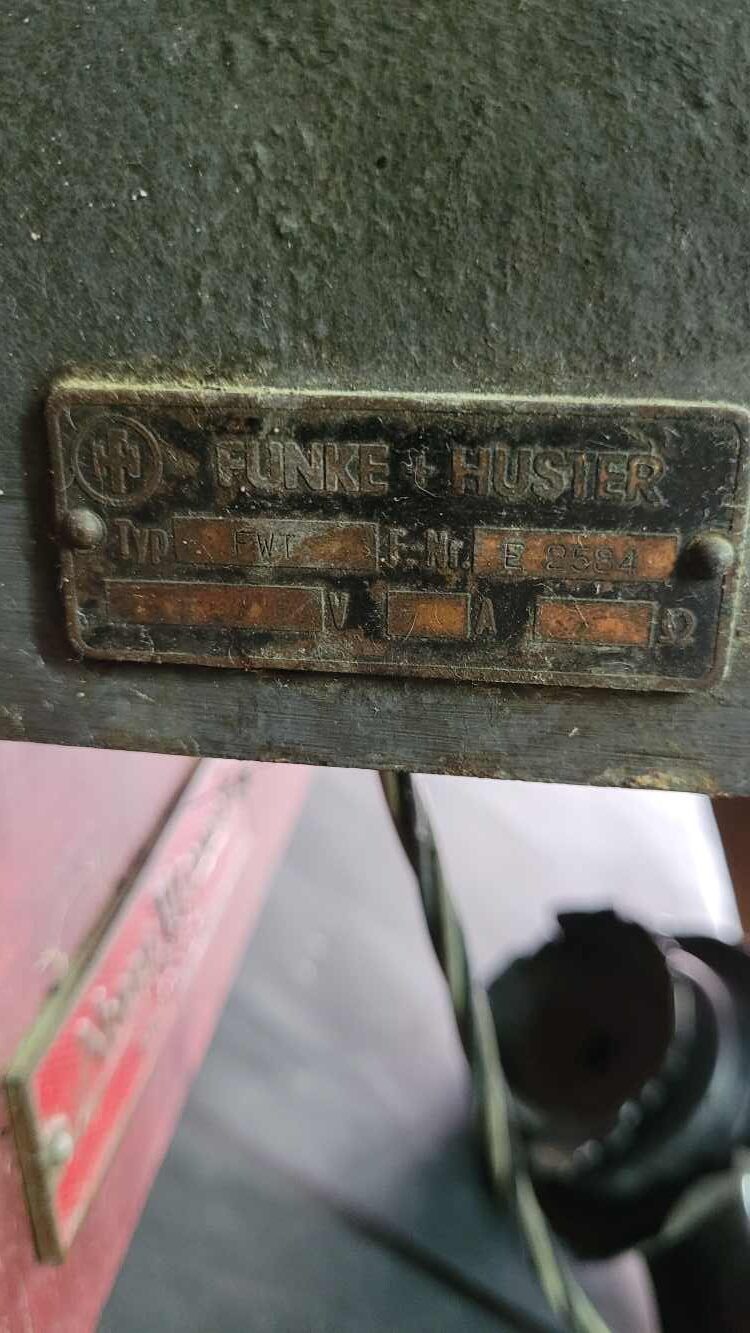 FUNKE + HUSTER
Typ FWT F.-Nr. E 2584
V A Ω